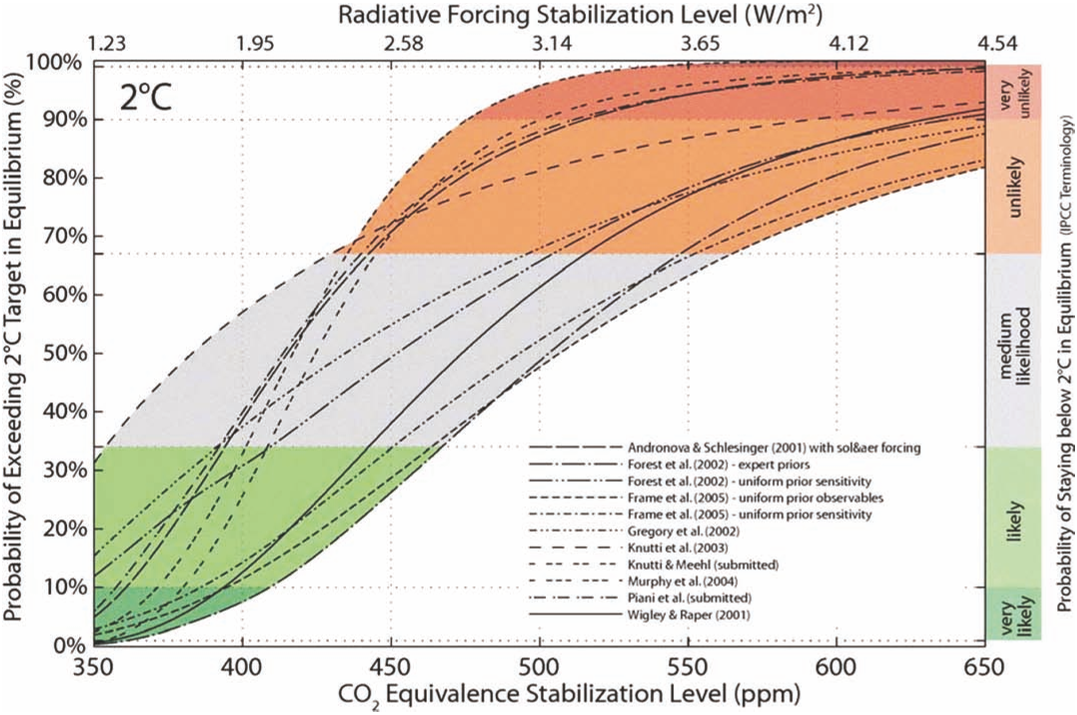 Radiative Forcing Stabilization Level (W/m²)
1.23 1.95 2.58 3.14 3.65 4.12 4.54
2°C
Probability of Exceeding 2°C Target in Equilibrium (%)
100%
90%
80%
70%
60%
50%
40%
30%
20%
10%
0%
very unlikely
unlikely
medium likelihood
likely
very likely
Probability of Staying below 2°C in Equilibrium (IPCC Terminology)
Andronova & Schlesinger (2001) with sol&aer forcing
Forest et al. (2002) - expert priors
Forest et al. (2002) - uniform prior sensitivity
Frame et al. (2005) - uniform prior observables
Frame et al. (2005) - uniform prior sensitivity
Gregory et al. (2002)
Knutti et al. (2003)
Knutti & Meehl (submitted)
Murphy et al. (2004)
Piani et al. (submitted)
Wigley & Raper (2001)
350 400 450 500 550 600 650
CO₂ Equivalence Stabilization Level (ppm)